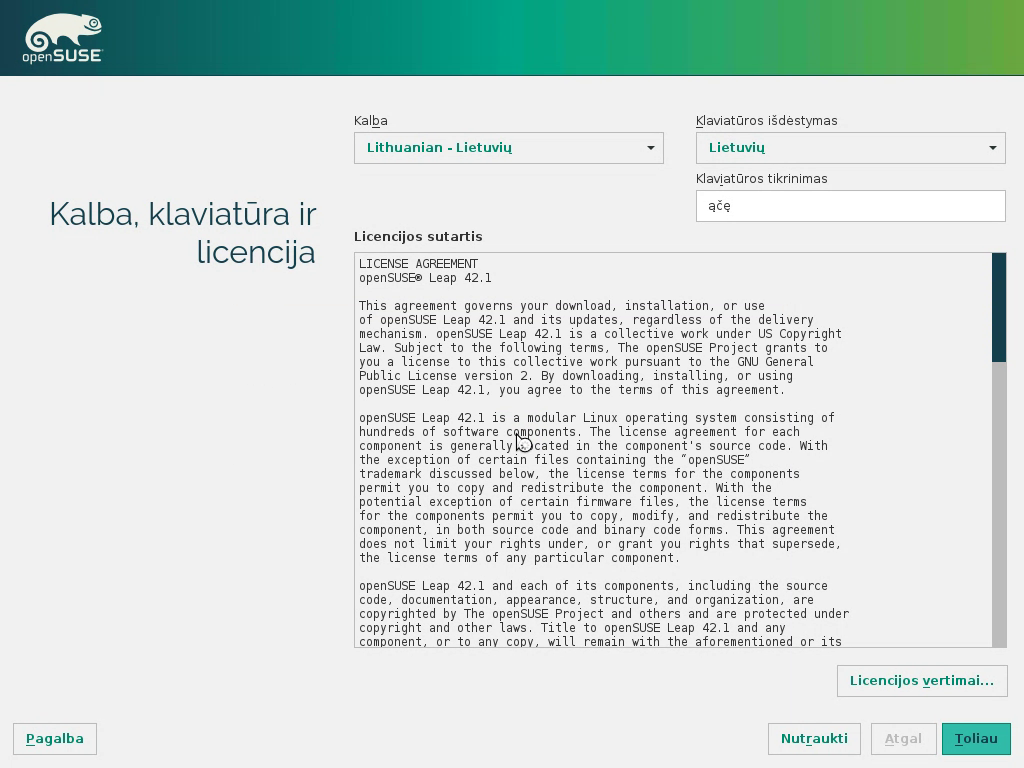 openSUSE
Kalba
Klaviatūros išdėstymas
Lithuanian - Lietuvių
Lietuvių
Klaviatūros tikrinimas
ąčę
Kalba, klaviatūra ir
licencija
Licencijos sutartis
LICENSE AGREEMENT
openSUSE® Leap 42.1
This agreement governs your download, installation, or use
of openSUSE Leap 42.1 and its updates, regardless of the delivery
mechanism. openSUSE Leap 42.1 is a collective work under US Copyright
Law. Subject to the following terms, The openSUSE Project grants to
you a license to this collective work pursuant to the GNU General
Public License version 2. By downloading, installing, or using
openSUSE Leap 42.1, you agree to the terms of this agreement.
openSUSE Leap 42.1 is a modular Linux operating system consisting of
hundreds of software components. The license agreement for each
component is generally located in the component's source code. With
the exception of certain files containing the "openSUSE"
trademark discussed below, the license terms for the components
permit you to copy and redistribute the component. With the
potential exception of certain firmware files, the license terms
for the components permit you to copy, modify, and redistribute the
component, in both source code and binary code forms. This agreement
does not limit your rights under, or grant you rights that supersede,
the license terms of any particular component.
openSUSE Leap 42.1 and each of its components, including the source
code, documentation, appearance, structure, and organization, are
copyrighted by The openSUSE Project and others and are protected under
copyright and other laws. Title to openSUSE Leap 42.1 and any
component, or to any copy, will remain with the aforementioned or its
Licencijos vertimai...
Pagalba
Nutraukti
Atgal
Toliau